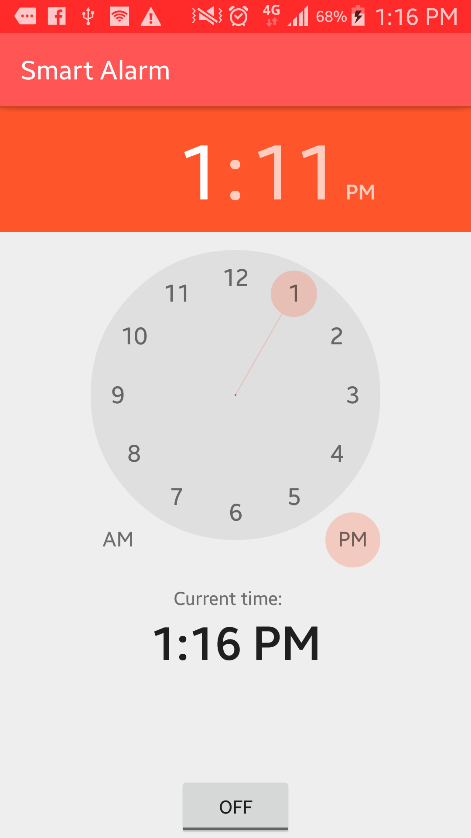 4G 68% 1:16 PM
Smart Alarm
1:11 PM
12
11 1
10 2
9 3
8 4
7 5
6
AM PM
Current time:
1:16 PM
OFF